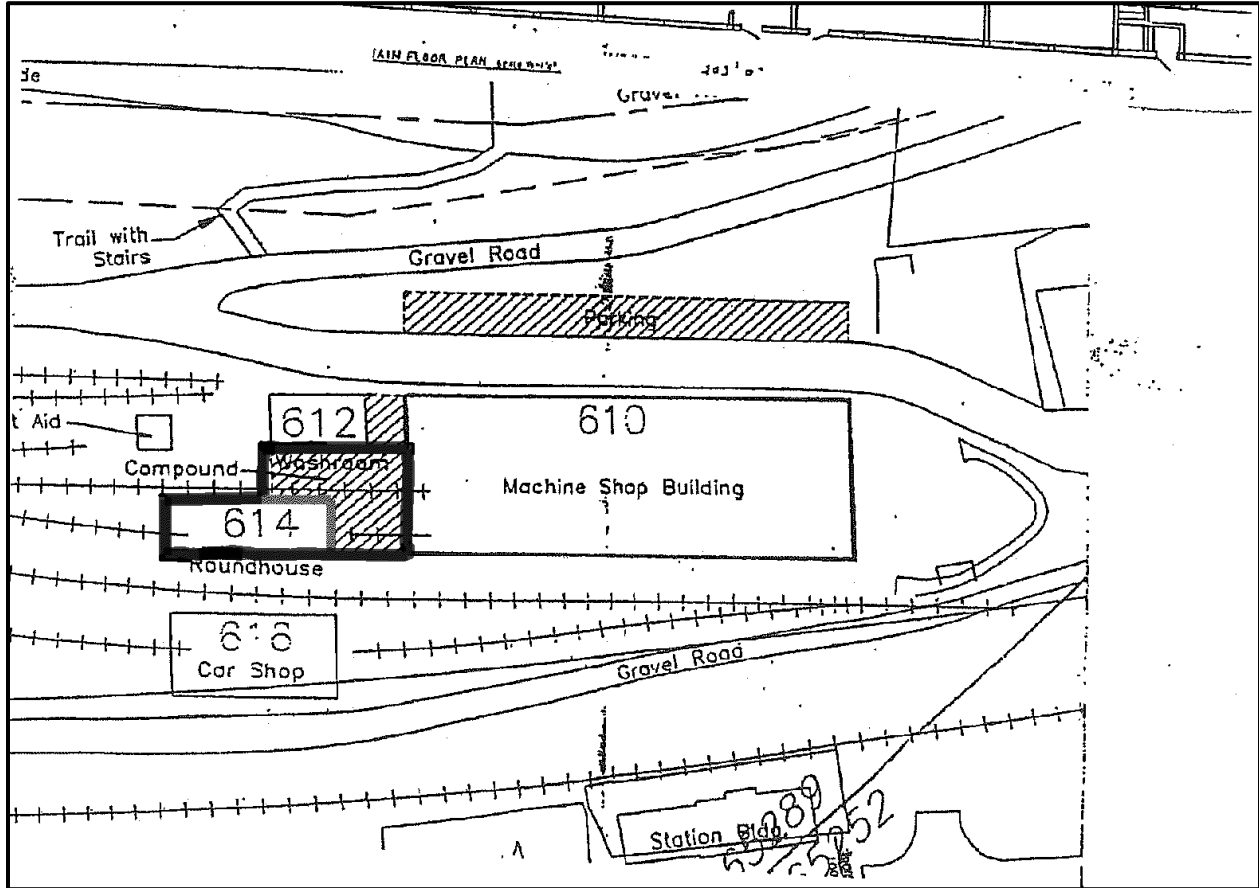 MAIN FLOOR PLAN
Gravel
Trail with
Stairs
Gravel Road
Parking
612
610
t Aid
Washroom
Compound
Machine Shop Building
614
Roundhouse
Car Shop
Gravel Road
Station Bldg.